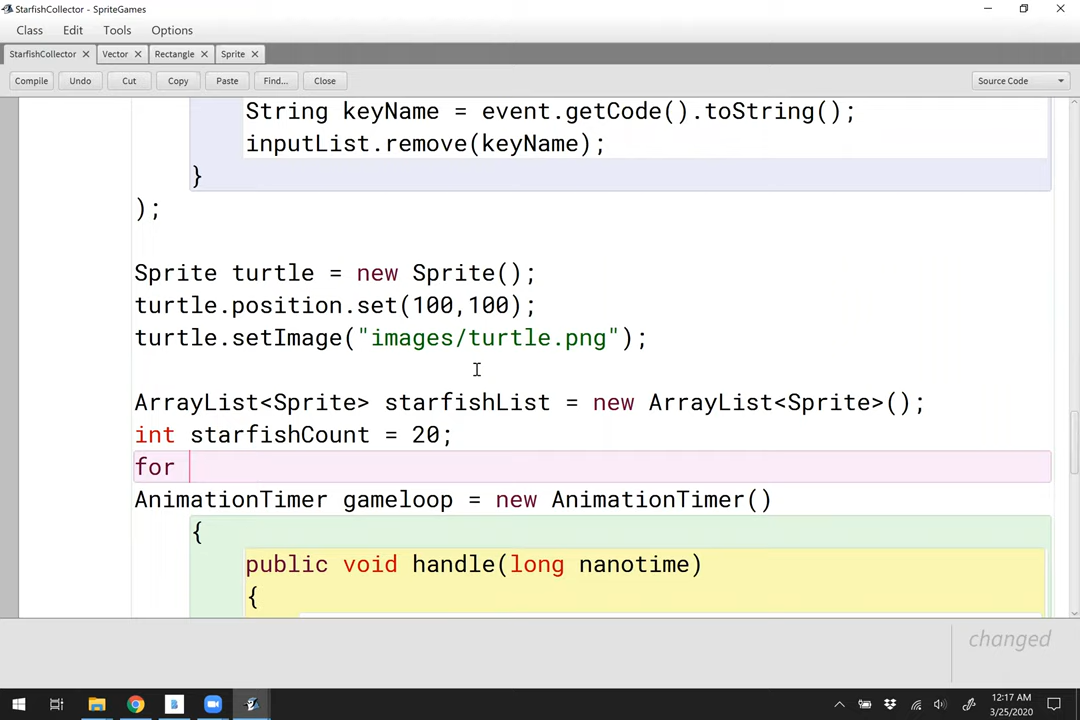 StarfishCollector - SpriteGames
Class Edit Tools Options
StarfishCollector Vector Rectangle Sprite
Compile Undo Cut Copy Paste Find... Close Source Code
String keyName = event.getCode().toString();
inputList.remove(keyName);
}
);
Sprite turtle = new Sprite();
turtle.position.set(100,100);
turtle.setImage("images/turtle.png");
ArrayList<Sprite> starfishList = new ArrayList<Sprite>();
int starfishCount = 20;
for
AnimationTimer gameloop = new AnimationTimer()
{
public void handle(long nanotime)
{
changed
12:17 AM
3/25/2020